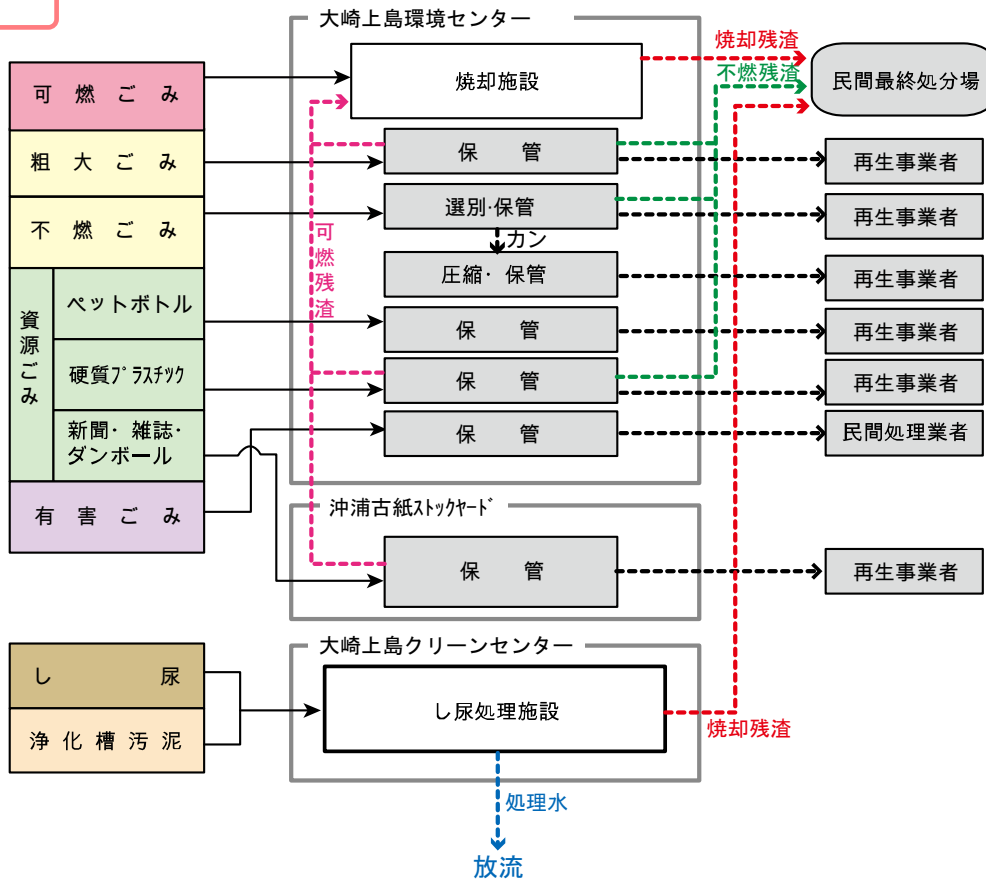 大崎上島環境センター
可燃ごみ
焼却施設
焼却残渣
不燃残渣
民間最終処分場
粗大ごみ
保管
再生事業者
不燃ごみ
選別・保管
再生事業者
カン
可燃残渣
圧縮・保管
再生事業者
資源ごみ
ペットボトル
保管
再生事業者
硬質プラスチック
保管
再生事業者
新聞・雑誌・
ダンボール
保管
民間処理業者
有害ごみ
沖浦古紙ストックヤード
保管
再生事業者
大崎上島クリーンセンター
し尿
浄化槽汚泥
し尿処理施設
焼却残渣
処理水
放流